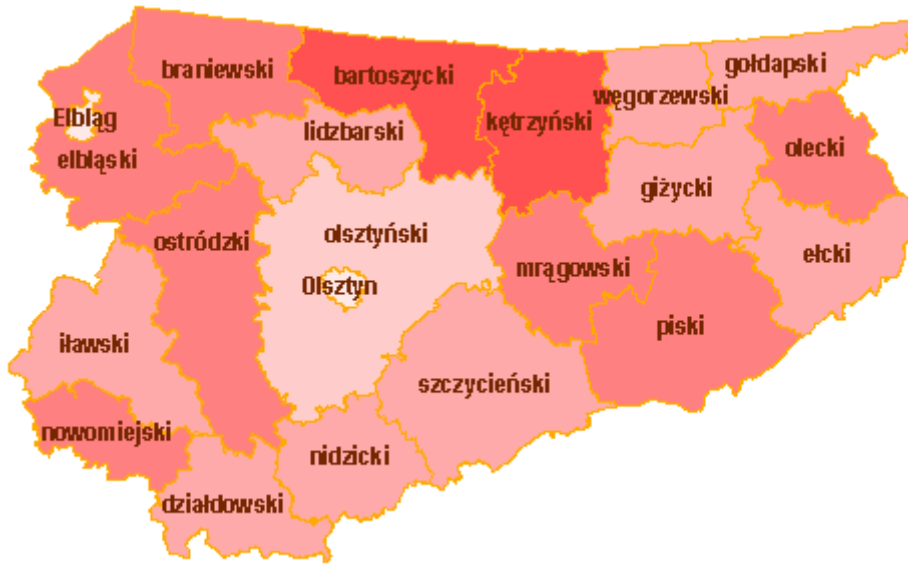 braniewski
bartoszycki
gołdapski
węgorzewski
Elbląg
kętrzyński
lidzbarski
elbląski
olecki
giżycki
ostródzki
olsztyński
ełcki
mrągowski
Olsztyn
piski
iławski
szczycieński
nowomiejski
nidzicki
działdowski